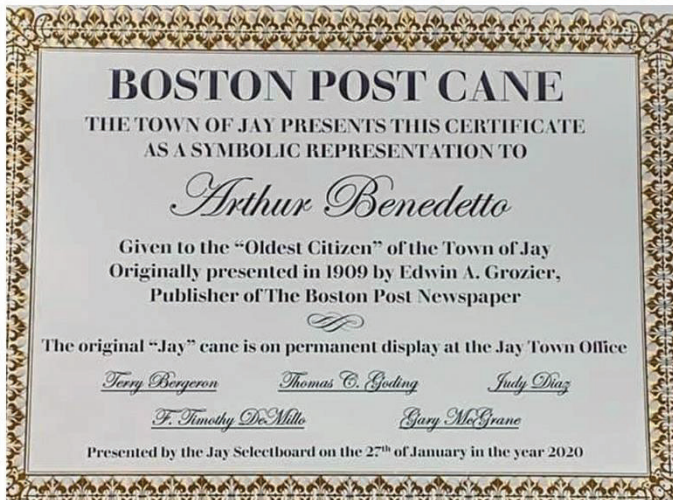 BOSTON POST CANE
THE TOWN OF JAY PRESENTS THIS CERTIFICATE
AS A SYMBOLIC REPRESENTATION TO
Arthur Benedetto
Given to the “Oldest Citizen” of the Town of Jay
Originally presented in 1909 by Edwin A. Grozier,
Publisher of The Boston Post Newspaper
The original “Jay” cane is on permanent display at the Jay Town Office
Terry Bergeron Thomas C. Goding Judy Diaz
F. Timothy DeMillo Gary McGrane
Presented by the Jay Selectboard on the 27th of January in the year 2020